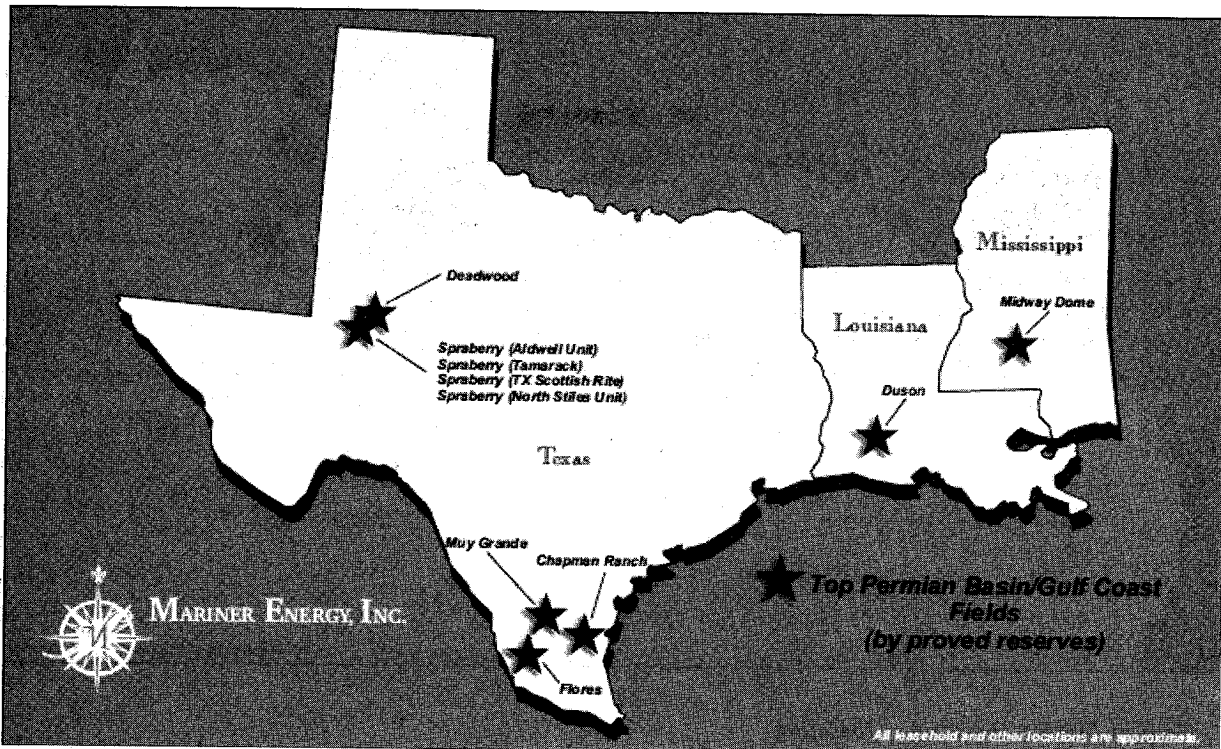 Mississippi
Deadwood
Midway Dome
Louisiana
Spraberry (Aldwell Unit)
Spraberry (Tamarack)
Spraberry (TX Scottish Rite)
Spraberry (North Stiles Unit)
Duson
Texas
Muy Grande
Chapman Ranch
Top Permian Basin/Gulf Coast
Fields
(by proved reserves)
MARINER ENERGY, INC.
Flores
All leasehold and other locations are approximate.